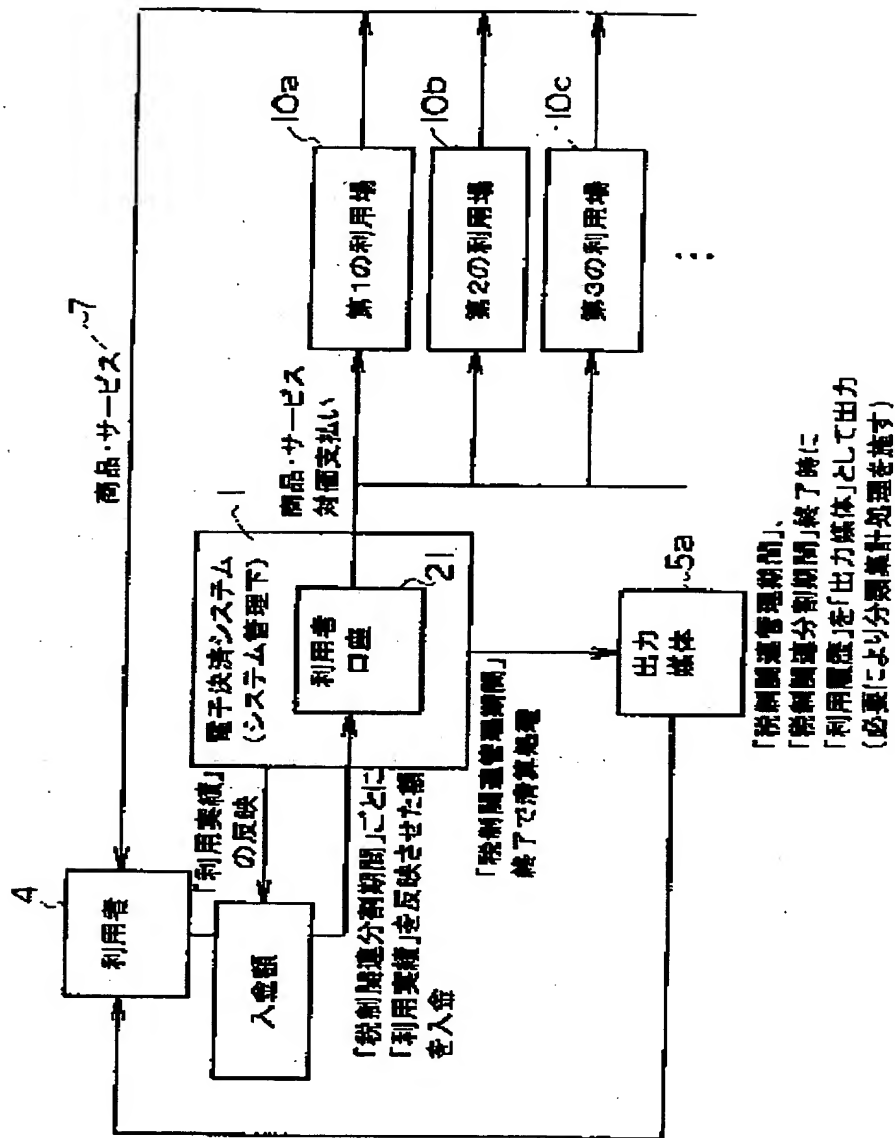 商品・サービス 7
4
利用者
「利用実績」
の反映
入金額
「税制関連分割期間」ごとに
「利用実績」を反映させた額
を入金
1
電子決済システム
(システム管理下)
利用者
口座
21
商品・サービス
対価支払い
10a
第1の利用場
10b
第2の利用場
10c
第3の利用場
⋮
「税制関連管理期間」
終了で清算処理
5a
出力
媒体
「税制関連管理期間」、
「税制関連分割期間」終了時に
「利用履歴」を「出力媒体」として出力
(必要により分類集計処理を施す)